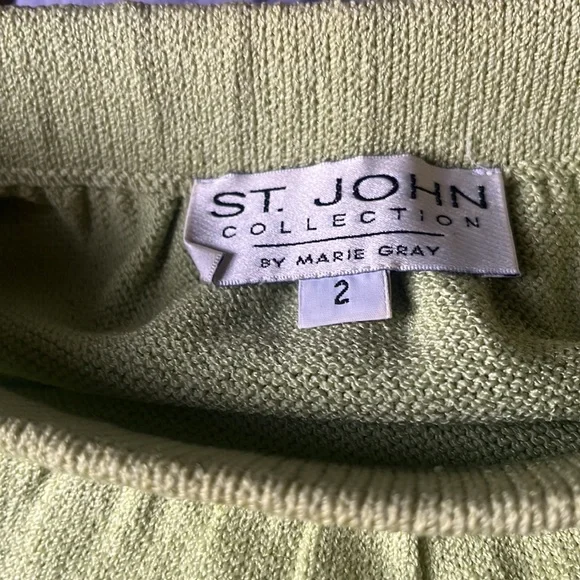 ST. JOHN
COLLECTION
BY MARIE GRAY
2